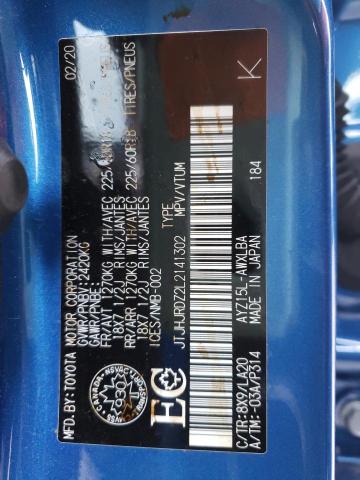 TOYOTA 02/20
MOTOR CORPORATION
GVWR/PNBV: 2420KG
GAWR/PNBE:
FR/AVT 1270KG WITH/AVEC 225/60R18 TIRES/PNEUS
18X7 1/2J RIMS/JANTES
RR/ARR 1270KG WITH/AVEC 225/60R18 TIRES/PNEUS
18X7 1/2J RIMS/JANTES
ICES/NMB-002
CANADA
NSVAC
930
JTJHJRDZ2L2141302
TYPE MPV/VTUM
K
C/TR:8X9/LA20 AYZ15L-AWXLBA
A/TM:-03A/P314 MADE IN JAPAN 184